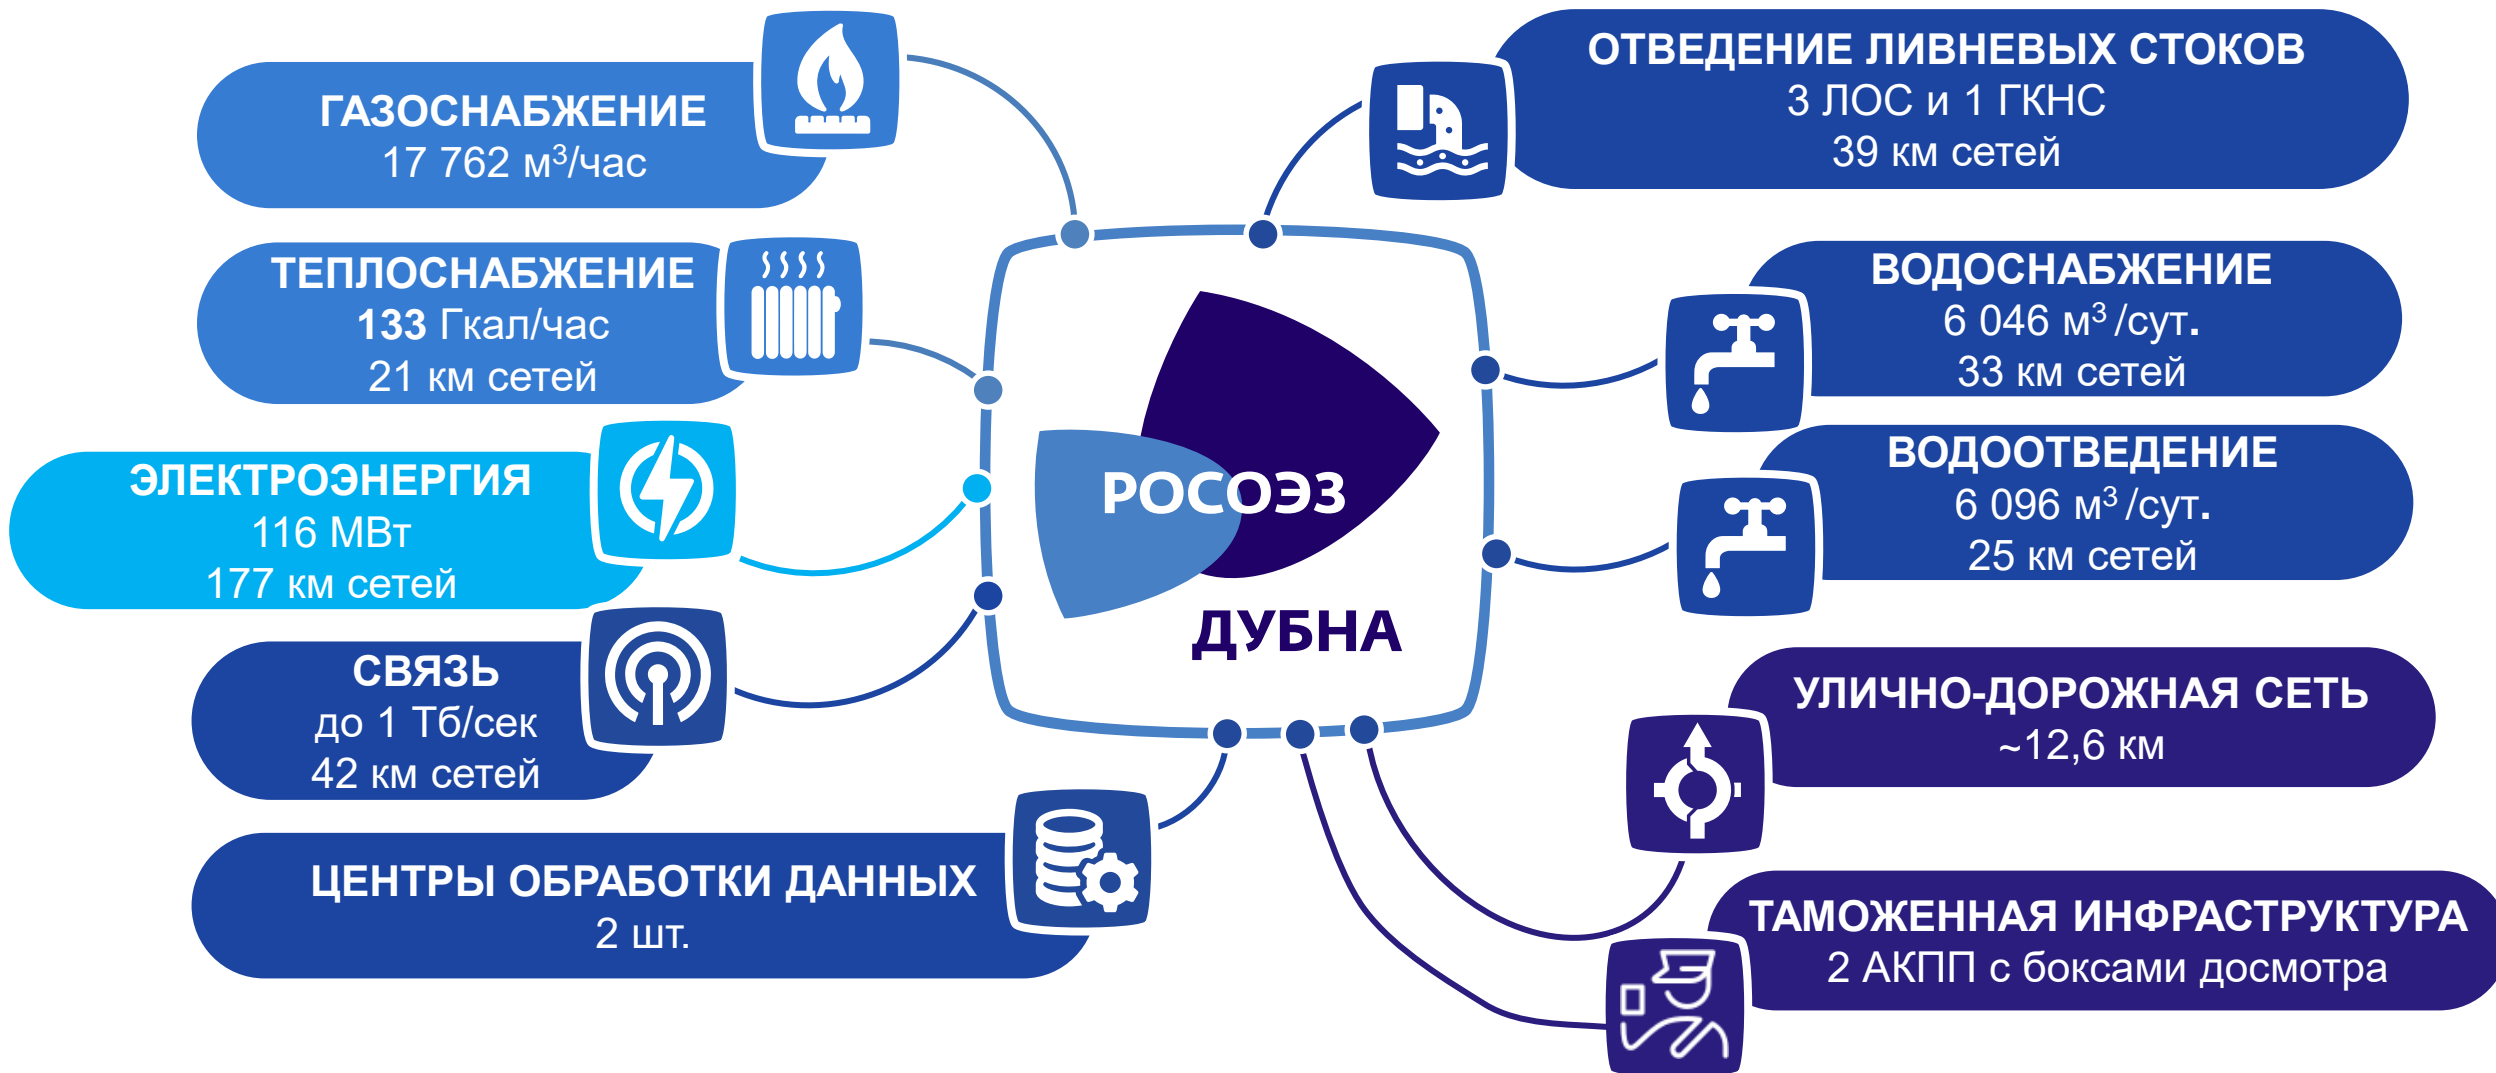 ГАЗОСНАБЖЕНИЕ
17 762 м³/час
ТЕПЛОСНАБЖЕНИЕ
133 Гкал/час
21 км сетей
ЭЛЕКТРОЭНЕРГИЯ
116 МВт
177 км сетей
СВЯЗЬ
до 1 Тб/сек
42 км сетей
ЦЕНТРЫ ОБРАБОТКИ ДАННЫХ
2 шт.
РОСОЭЗ
ДУБНА
ОТВЕДЕНИЕ ЛИВНЕВЫХ СТОКОВ
3 ЛОС и 1 ГКНС
39 км сетей
ВОДОСНАБЖЕНИЕ
6 046 м³ /сут.
33 км сетей
ВОДООТВЕДЕНИЕ
6 096 м³ /сут.
25 км сетей
УЛИЧНО-ДОРОЖНАЯ СЕТЬ
~12,6 км
ТАМОЖЕННАЯ ИНФРАСТРУКТУРА
2 АКПП с боксами досмотра